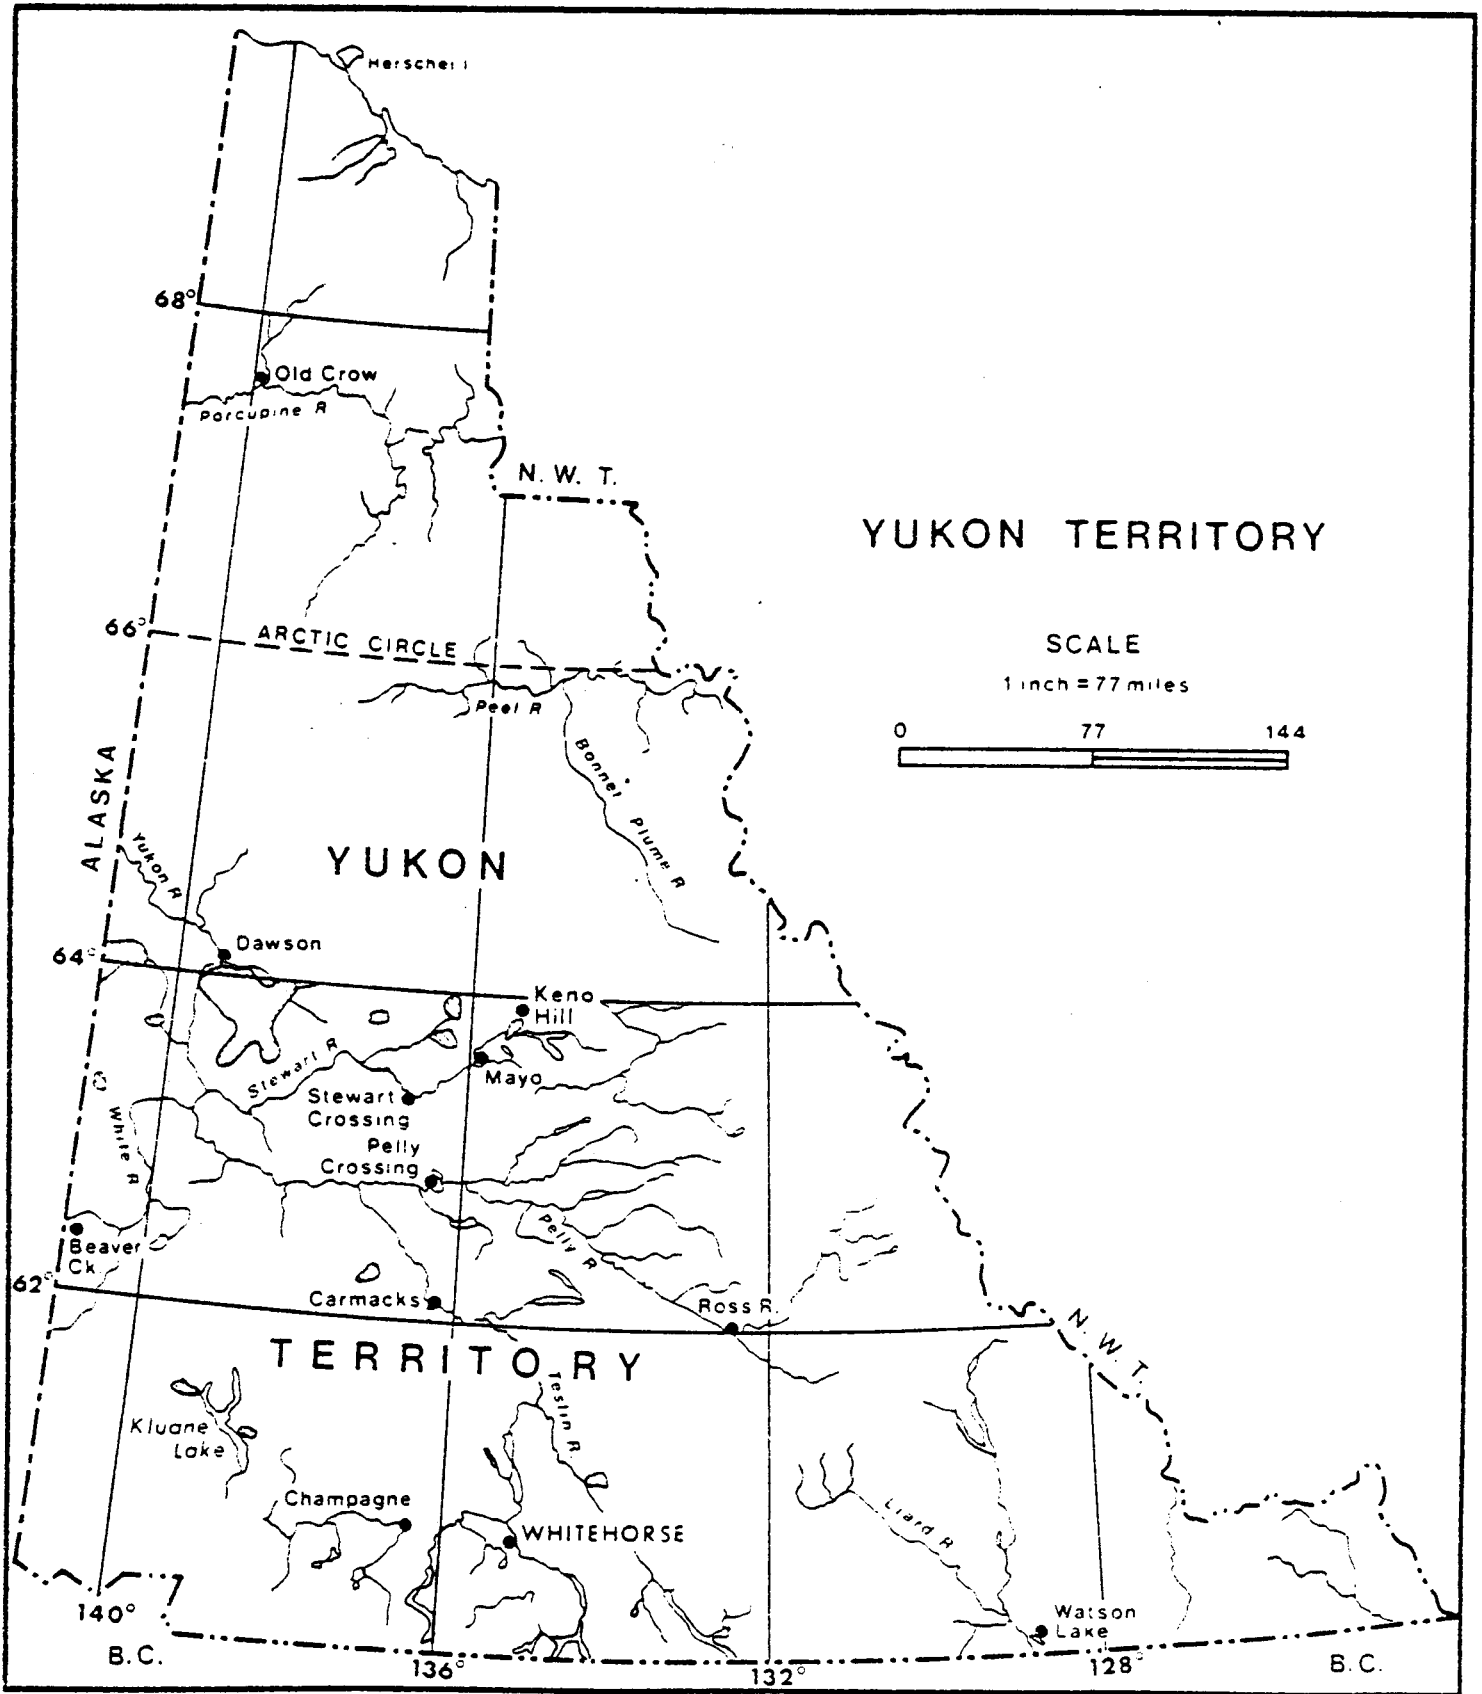 Herschel I
68°
Old Crow
Porcupine R
N. W. T.
YUKON TERRITORY
66°
ARCTIC CIRCLE
SCALE
1 inch = 77 miles
Peel R
0 77 144
Bonnet Plume R
ALASKA
Yukon R
YUKON
Dawson
64°
Keno
Hill
Stewart R
Mayo
Stewart
Crossing
White R
Pelly
Crossing
Pelly R
Beaver
Ck
62°
Carmacks
Ross R.
N. W. T.
TERRITORY
Teslin R.
Kluane
Lake
Champagne
WHITEHORSE
Liard R
Watson
Lake
140°
B.C.
136°
132°
128°
B.C.